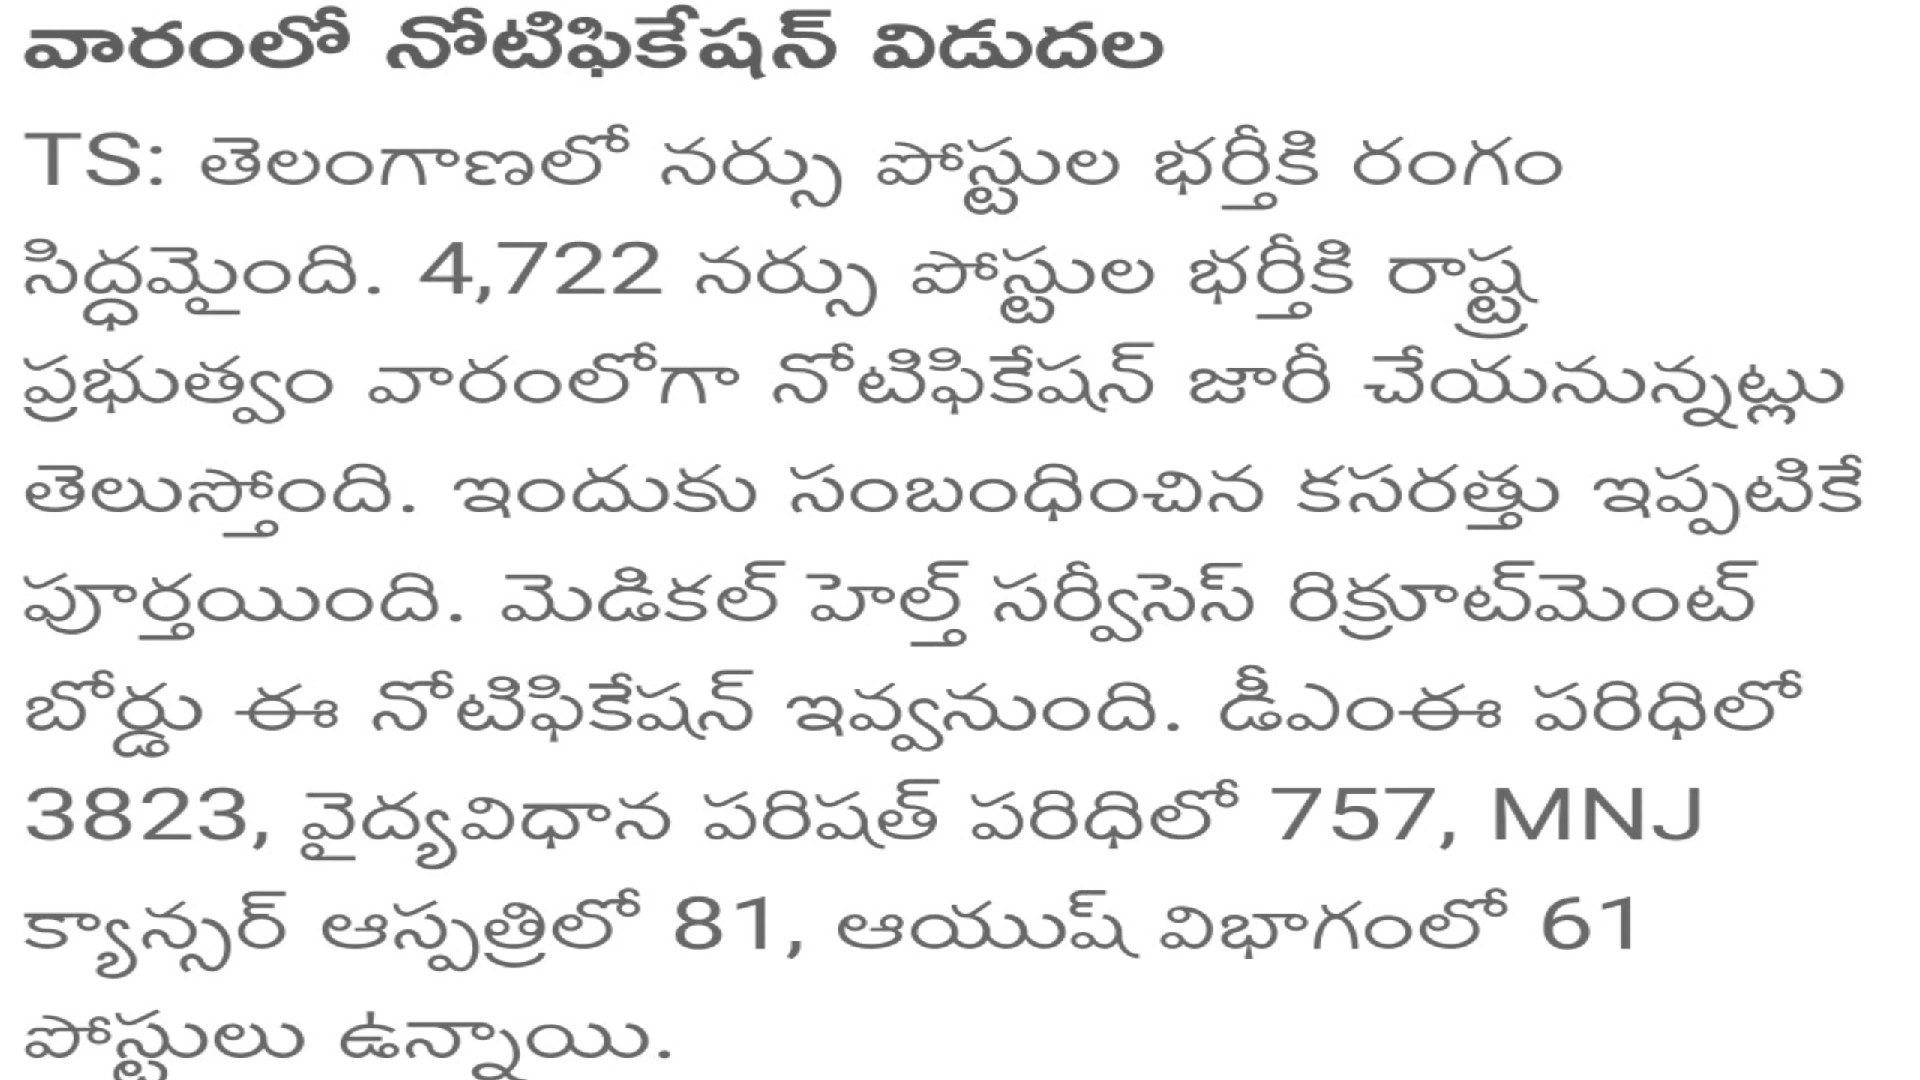 వారంలో నోటిఫికేషన్ విడుదల
TS: తెలంగాణలో నర్సు పోస్టుల భర్తీకి రంగం
సిద్ధమైంది. 4,722 నర్సు పోస్టుల భర్తీకి రాష్ట్ర
ప్రభుత్వం వారంలోగా నోటిఫికేషన్ జారీ చేయనున్నట్లు
తెలుస్తోంది. ఇందుకు సంబంధించిన కసరత్తు ఇప్పటికే
పూర్తయింది. మెడికల్ హెల్త్ సర్వీసెస్ రిక్రూట్‌మెంట్
బోర్డు ఈ నోటిఫికేషన్ ఇవ్వనుంది. డీఎంఈ పరిధిలో
3823, వైద్యవిధాన పరిషత్ పరిధిలో 757, MNJ
క్యాన్సర్ ఆస్పత్రిలో 81, ఆయుష్ విభాగంలో 61
పోస్టులు ఉన్నాయి.